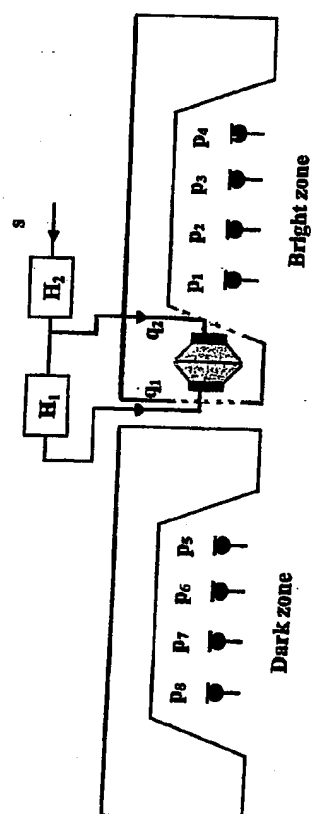 s
H₁ H₂
q₁ q₂
p₈ p₇ p₆ p₅ p₁ p₂ p₃ p₄
Dark zone Bright zone